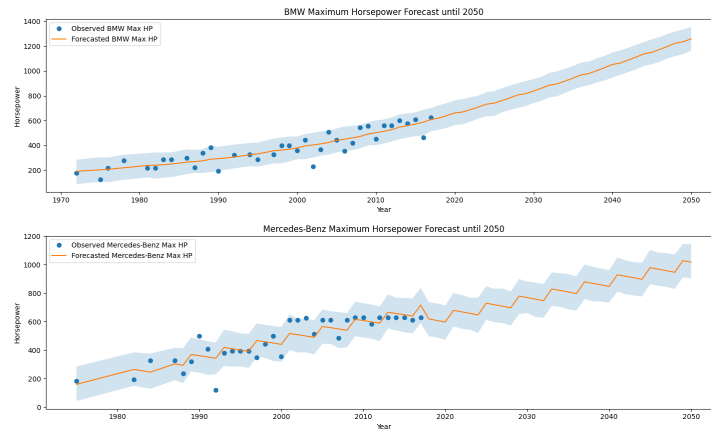 BMW Maximum Horsepower Forecast until 2050
1400
1200
1000
800
600
400
200
Horsepower
Observed BMW Max HP
Forecasted BMW Max HP
1970 1980 1990 2000 2010 2020 2030 2040 2050
Year
Mercedes-Benz Maximum Horsepower Forecast until 2050
1200
1000
800
600
400
200
0
Horsepower
Observed Mercedes-Benz Max HP
Forecasted Mercedes-Benz Max HP
1980 1990 2000 2010 2020 2030 2040 2050
Year